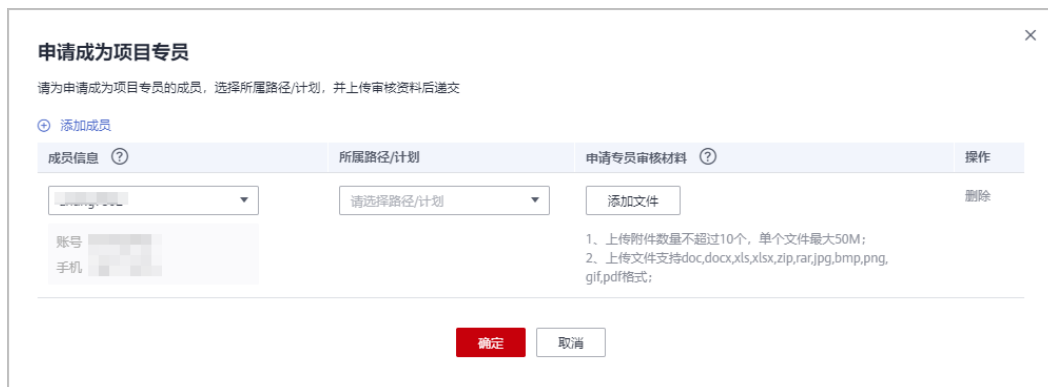 申请成为项目专员
请为申请成为项目专员的成员，选择所属路径/计划，并上传审核资料后递交
添加成员
成员信息 ? 所属路径/计划 申请专员审核材料 ? 操作
请选择路径/计划 添加文件 删除
账号
手机
1、上传附件数量不超过10个，单个文件最大50M；
2、上传文件支持doc,docx,xls,xlsx,zip,rar,jpg,bmp,png,
gif,pdf格式；
确定 取消